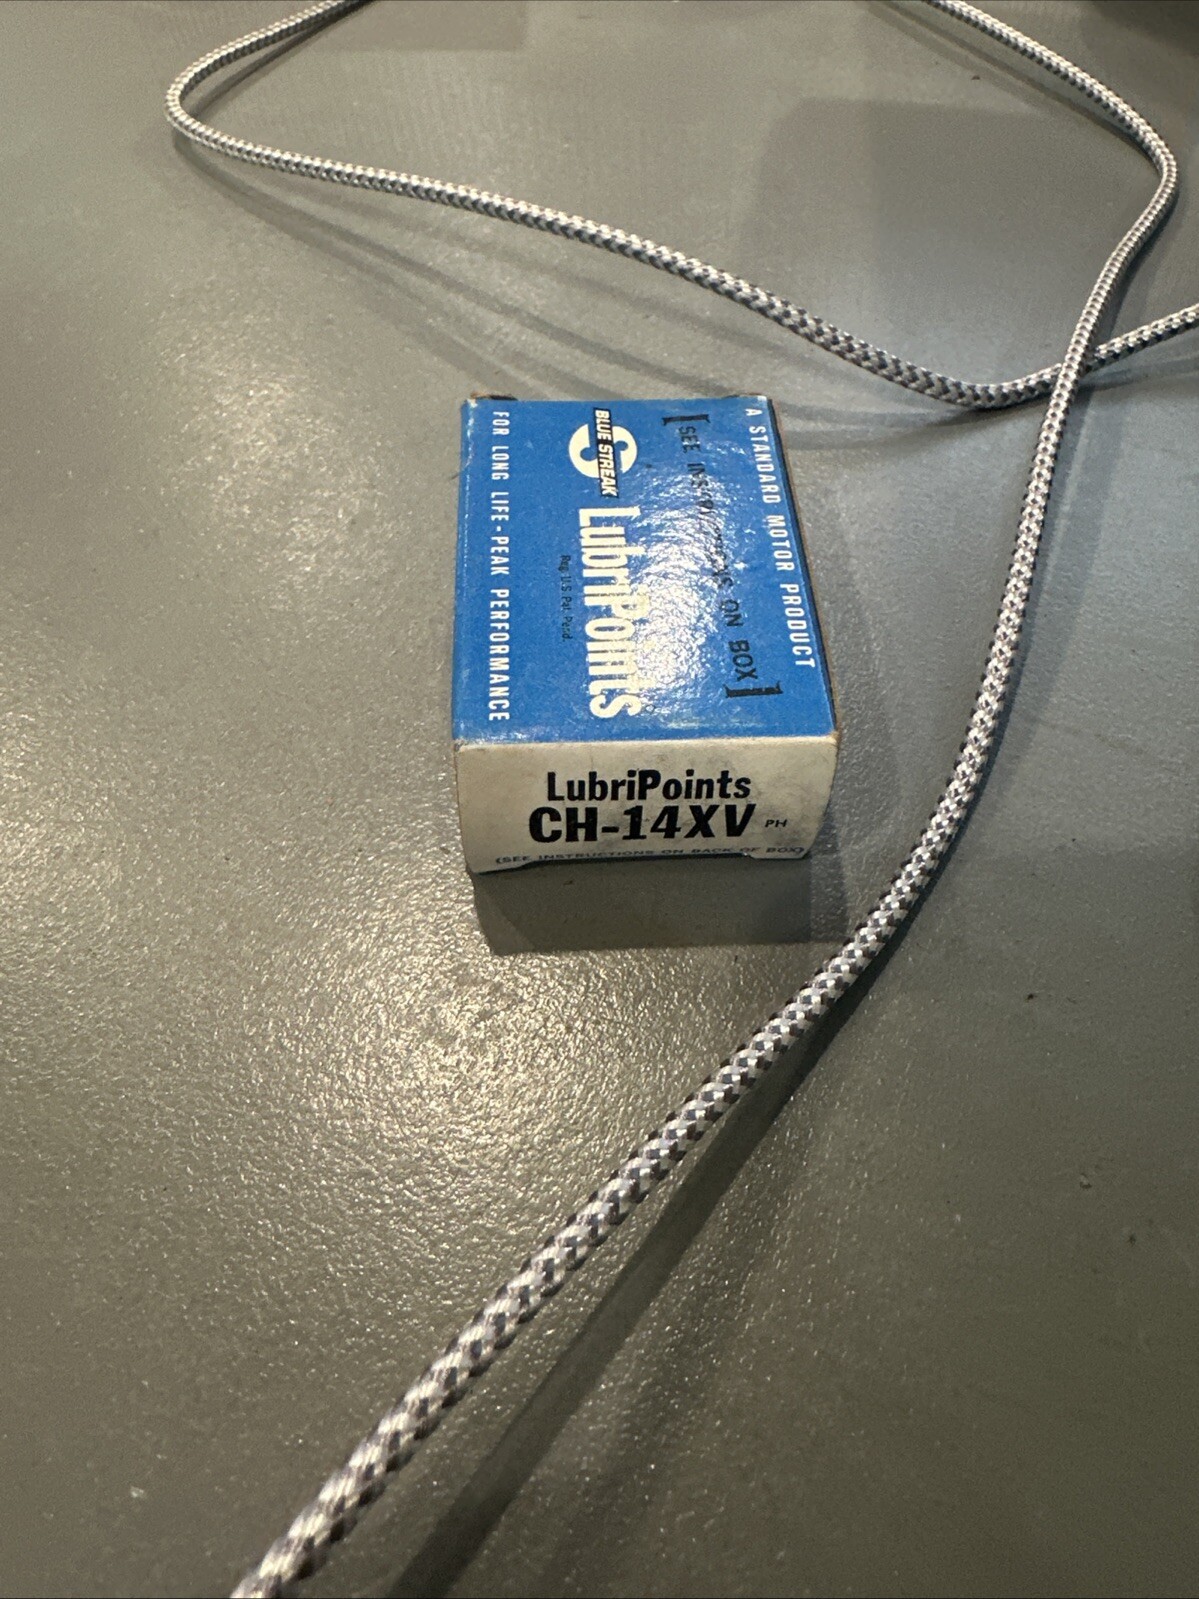 A STANDARD MOTOR PRODUCT
[SEE INSTRUCTIONS ON BOX]
BLUE STREAK
LubriPoints
Reg. U.S. Pat. Pend.
FOR LONG LIFE-PEAK PERFORMANCE
LubriPoints
CH-14XV PH
(SEE INSTRUCTIONS ON BACK OF BOX)